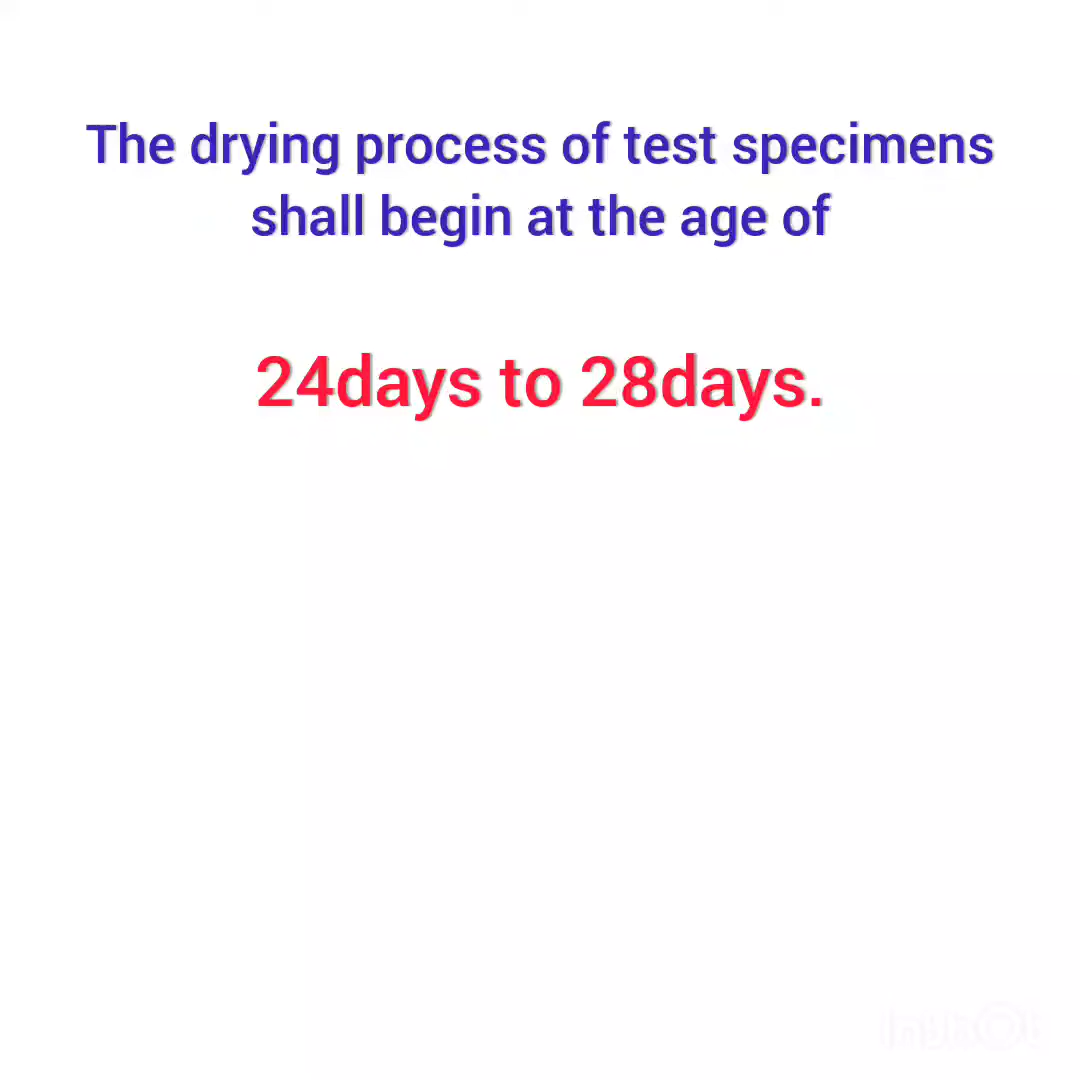 The drying process of test specimens
shall begin at the age of
24days to 28days.